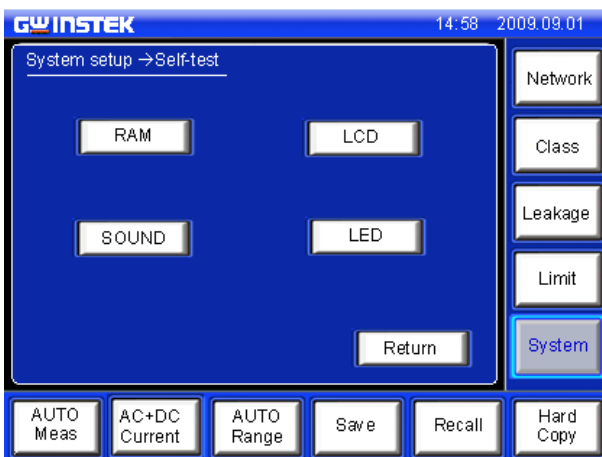 GWINSTEK 14:58 2009.09.01
System setup →Self-test
RAM LCD
SOUND LED
Return
Network
Class
Leakage
Limit
System
AUTO Meas
AC+DC Current
AUTO Range
Save
Recall
Hard Copy